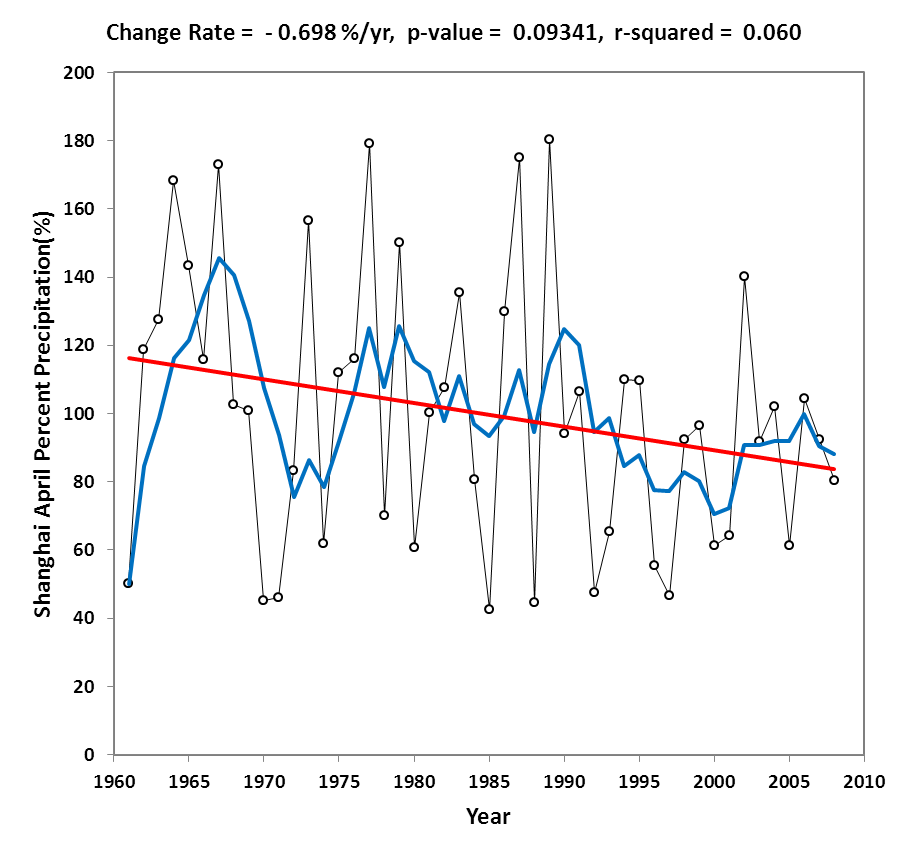 Change Rate = - 0.698 %/yr, p-value = 0.09341, r-squared = 0.060
200
180
160
140
120
100
80
60
40
20
0
Shanghai April Percent Precipitation(%)
1960 1965 1970 1975 1980 1985 1990 1995 2000 2005 2010
Year